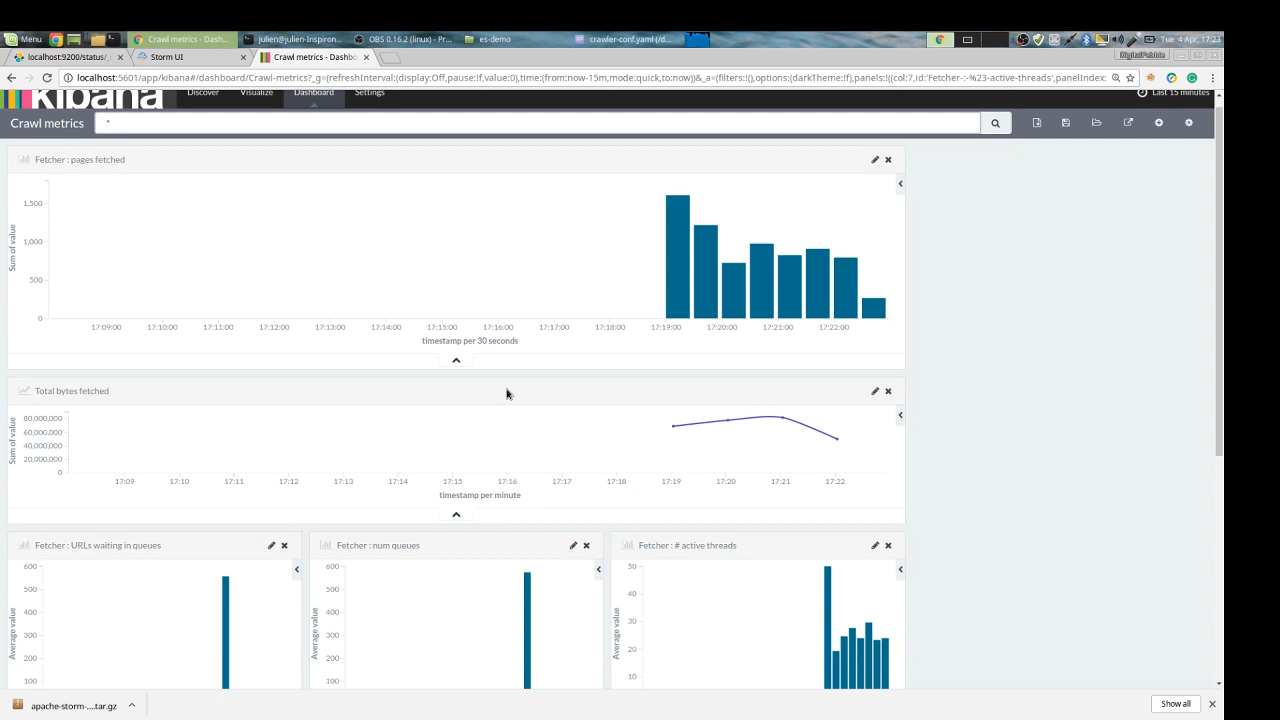 Menu
Crawl metrics - Dash...
julien@julien-Inspiron...
OBS 0.16.2 (linux) - Pr...
es-demo
crawler-conf.yaml (/d...
Tue 4 Apr, 17:23
localhost:9200/status/
Storm UI
Crawl metrics - Dashbo
DigitalPebble
localhost:5601/app/kibana#/dashboard/Crawl-metrics?_g=(refreshInterval:(display:Off,pause:!f,value:0),time:(from:now-15m,mode:quick,to:now))&_a=(filters:!(),options:(darkTheme:!f),panels:!((col:7,id:'Fetcher-:-%23-active-threads',panelIndex:
kibana
Discover
Visualize
Dashboard
Settings
Last 15 minutes
Crawl metrics
*
Fetcher : pages fetched
Sum of value
1,500
1,000
500
0
17:09:00 17:10:00 17:11:00 17:12:00 17:13:00 17:14:00 17:15:00 17:16:00 17:17:00 17:18:00 17:19:00 17:20:00 17:21:00 17:22:00
timestamp per 30 seconds
Total bytes fetched
Sum of value
80,000,000
60,000,000
40,000,000
20,000,000
0
17:09 17:10 17:11 17:12 17:13 17:14 17:15 17:16 17:17 17:18 17:19 17:20 17:21 17:22
timestamp per minute
Fetcher : URLs waiting in queues
Average value
600
500
400
300
200
100
Fetcher : num queues
Average value
600
500
400
300
200
100
Fetcher : # active threads
Average value
50
40
30
20
10
apache-storm-....tar.gz
Show all